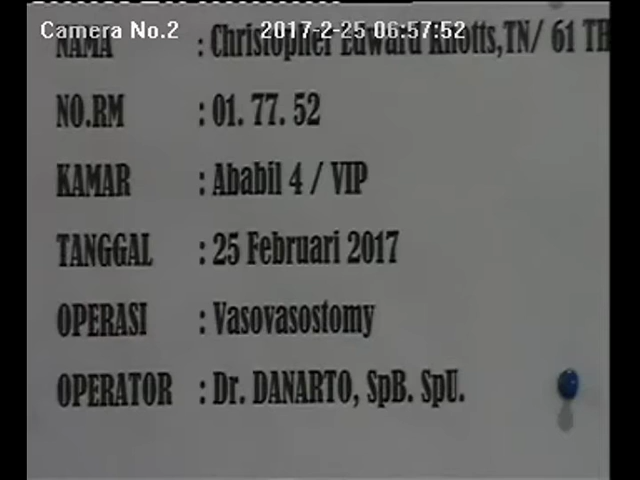 Camera No.2 2017-2-25 06:57:52
NAMA : Christopher Edward Knotts,TN/ 61 TH
NO.RM : 01. 77. 52
KAMAR : Ababil 4 / VIP
TANGGAL : 25 Februari 2017
OPERASI : Vasovasostomy
OPERATOR : Dr. DANARTO, SpB. SpU.